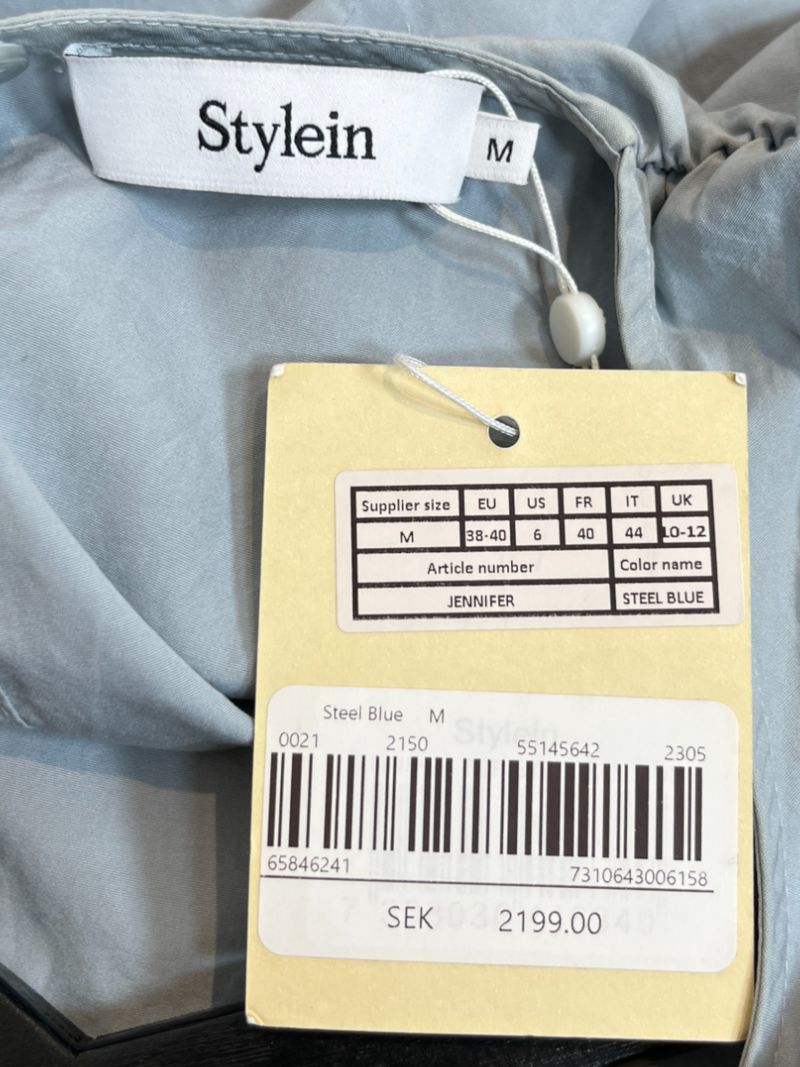 Stylein
M
Supplier size EU US FR IT UK
M 38-40 6 40 44 10-12
Article number Color name
JENNIFER STEEL BLUE
Steel Blue M
Stylein
0021 2150 55145642 2305
65846241 7310643006158
SEK 2199.00